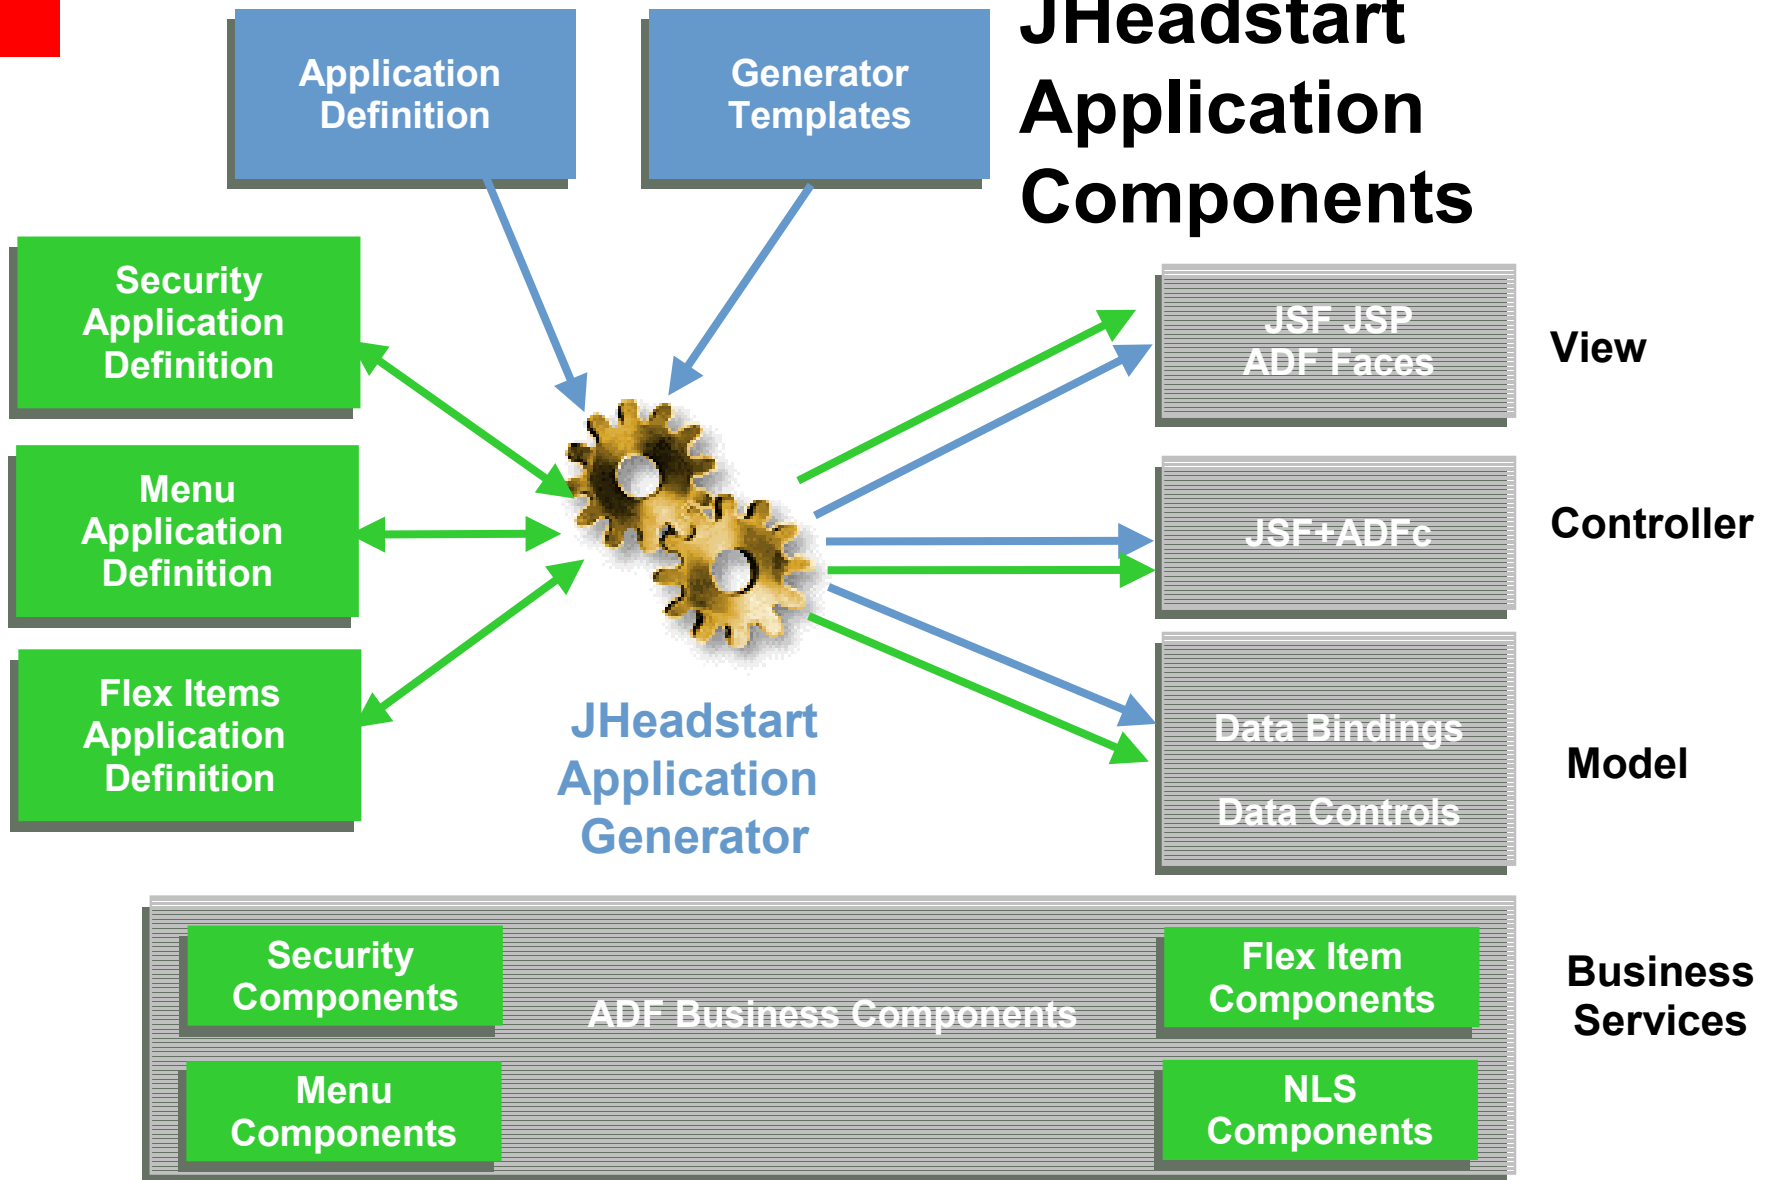 JHeadstart
Application
Components
Application
Definition
Generator
Templates
Security
Application
Definition
Menu
Application
Definition
Flex Items
Application
Definition
JHeadstart
Application
Generator
JSF JSP
ADF Faces
View
JSF+ADFc
Controller
Data Bindings
Data Controls
Model
Security
Components
Menu
Components
ADF Business Components
Flex Item
Components
NLS
Components
Business
Services